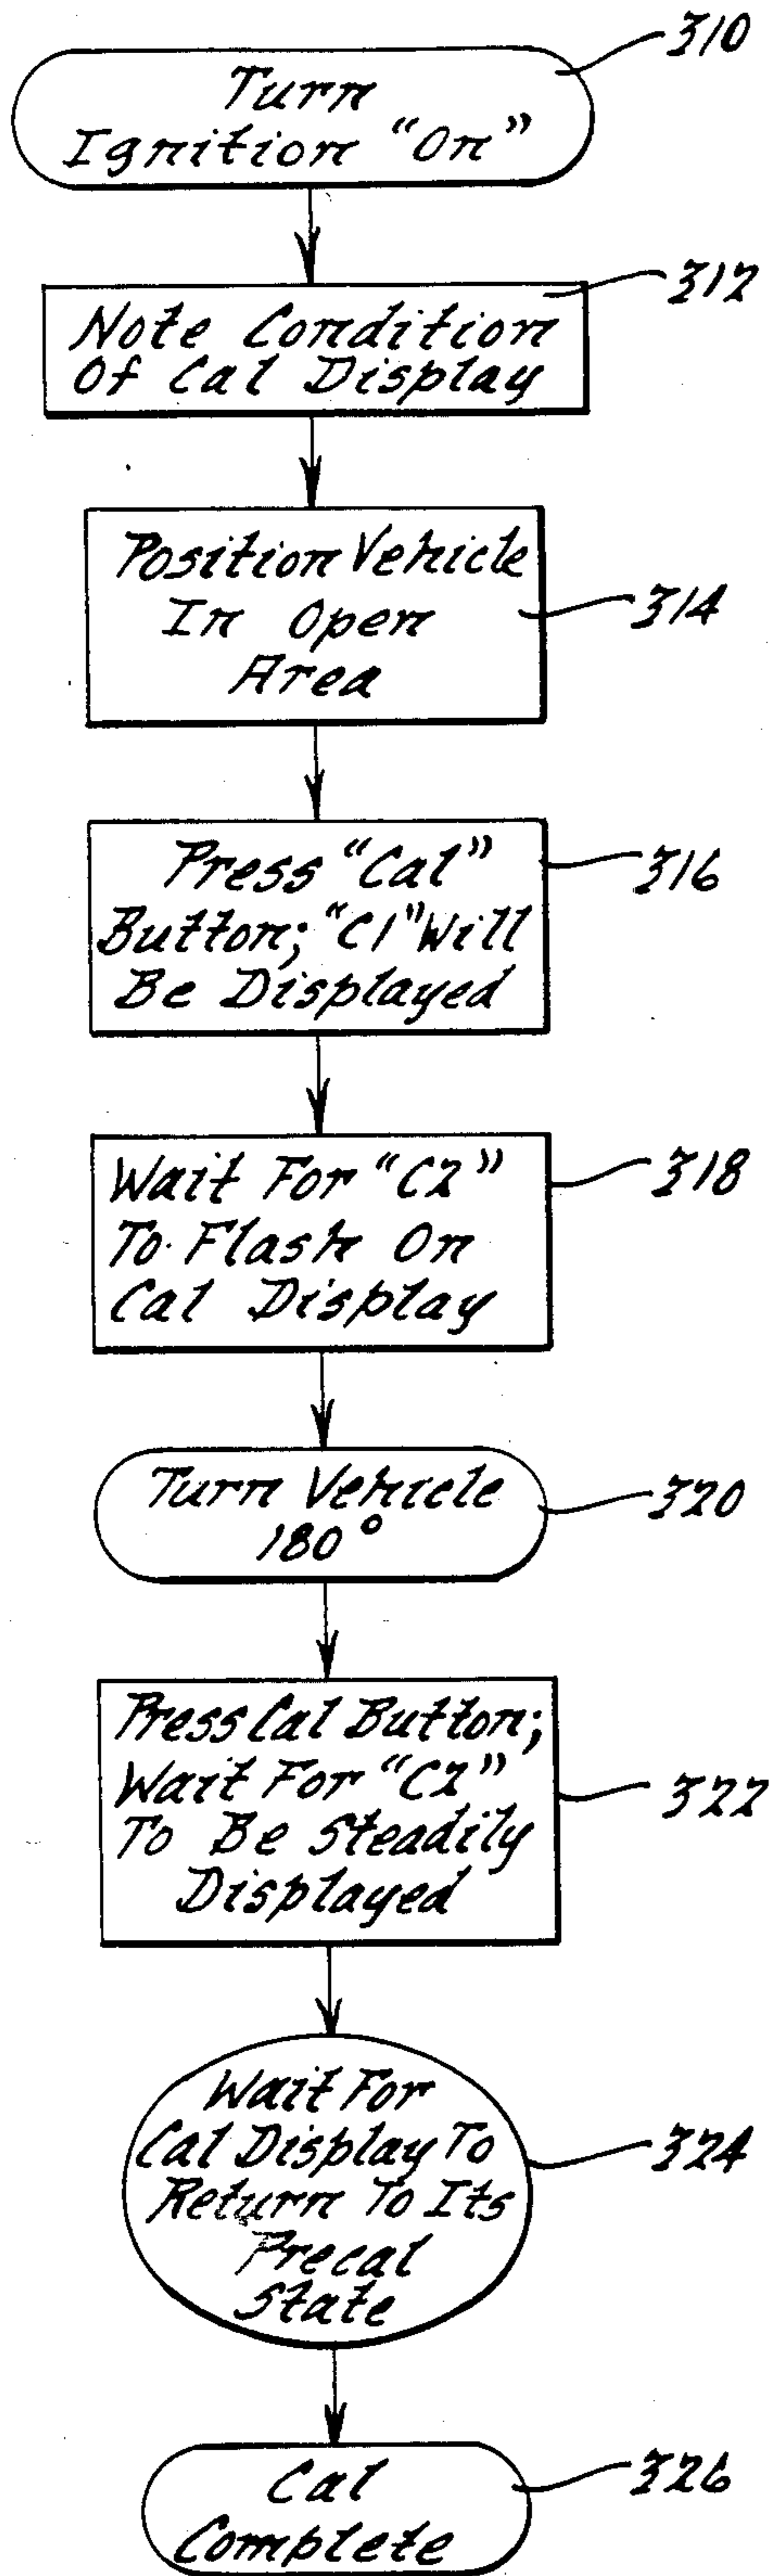 310
Turn
Ignition "On"
312
Note Condition
Of Cal Display
Position Vehicle
In Open
Area
314
Press "Cal"
Button; "C1" Will
Be Displayed
316
Wait For "C2"
To Flash On
Cal Display
318
Turn Vehicle
180°
320
Press Cal Button;
Wait For "C2"
To Be Steadily
Displayed
322
Wait For
Cal Display To
Return To Its
Precal
State
324
Cal
Complete
326